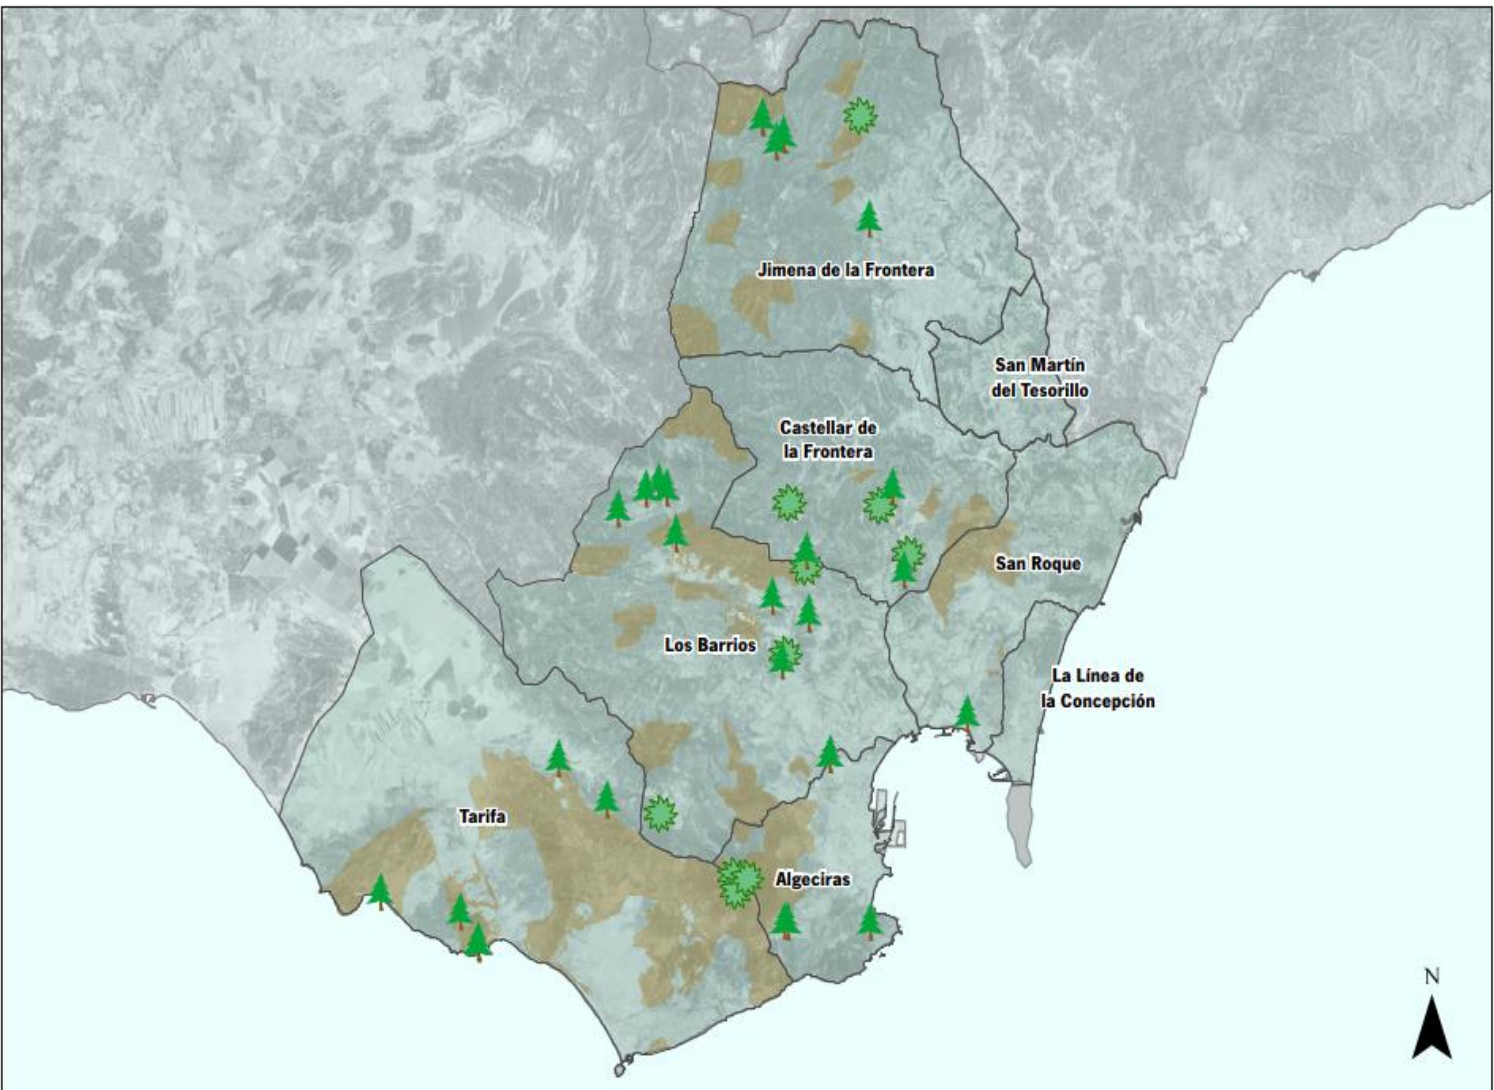 Jimena de la Frontera
San Martín
del Tesorillo
Castellar de
la Frontera
San Roque
Los Barrios
La Línea de
la Concepción
Tarifa
Algeciras
N